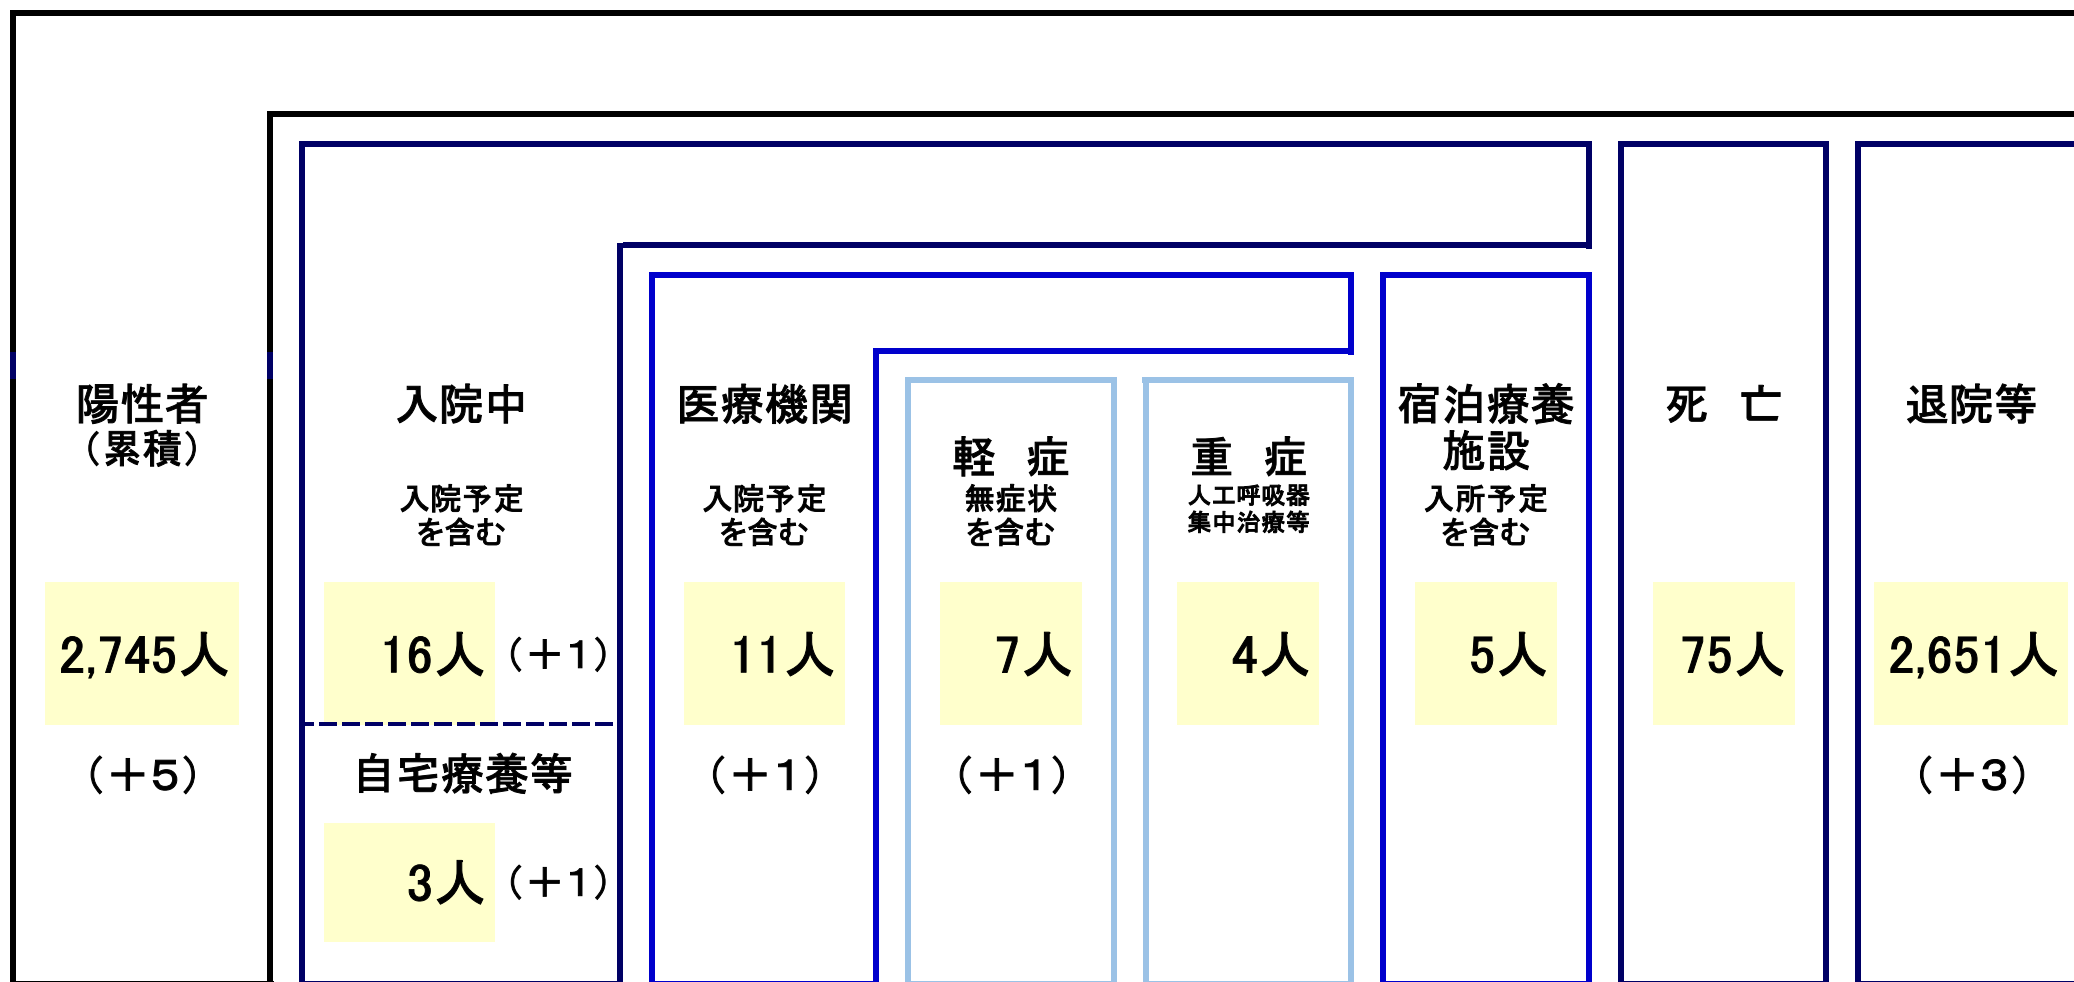 陽性者
（累積）
2,745人
（＋5）
入院中
入院予定
を含む
16人（＋1）
自宅療養等
3人（＋1）
医療機関
入院予定
を含む
11人
（＋1）
軽　症
無症状
を含む
7人
（＋1）
重　症
人工呼吸器
集中治療等
4人
宿泊療養
施設
入所予定
を含む
5人
死　亡
75人
退院等
2,651人
（＋3）